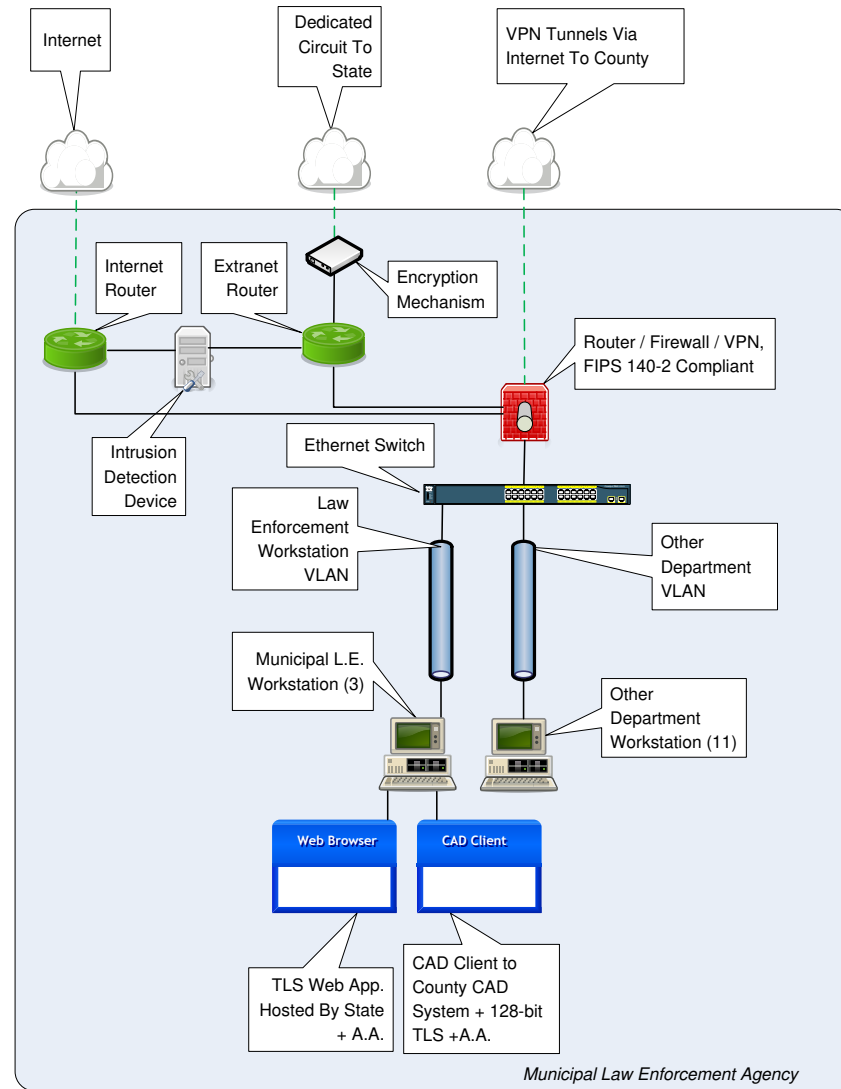 Internet
Dedicated
Circuit To
State
VPN Tunnels Via
Internet To County
Internet
Router
Extranet
Router
Encryption
Mechanism
Router / Firewall / VPN,
FIPS 140-2 Compliant
Intrusion
Detection
Device
Ethernet Switch
Law
Enforcement
Workstation
VLAN
Other
Department
VLAN
Municipal L.E.
Workstation (3)
Other
Department
Workstation (11)
Web Browser
CAD Client
TLS Web App.
Hosted By State
+ A.A.
CAD Client to
County CAD
System + 128-bit
TLS +A.A.
Municipal Law Enforcement Agency